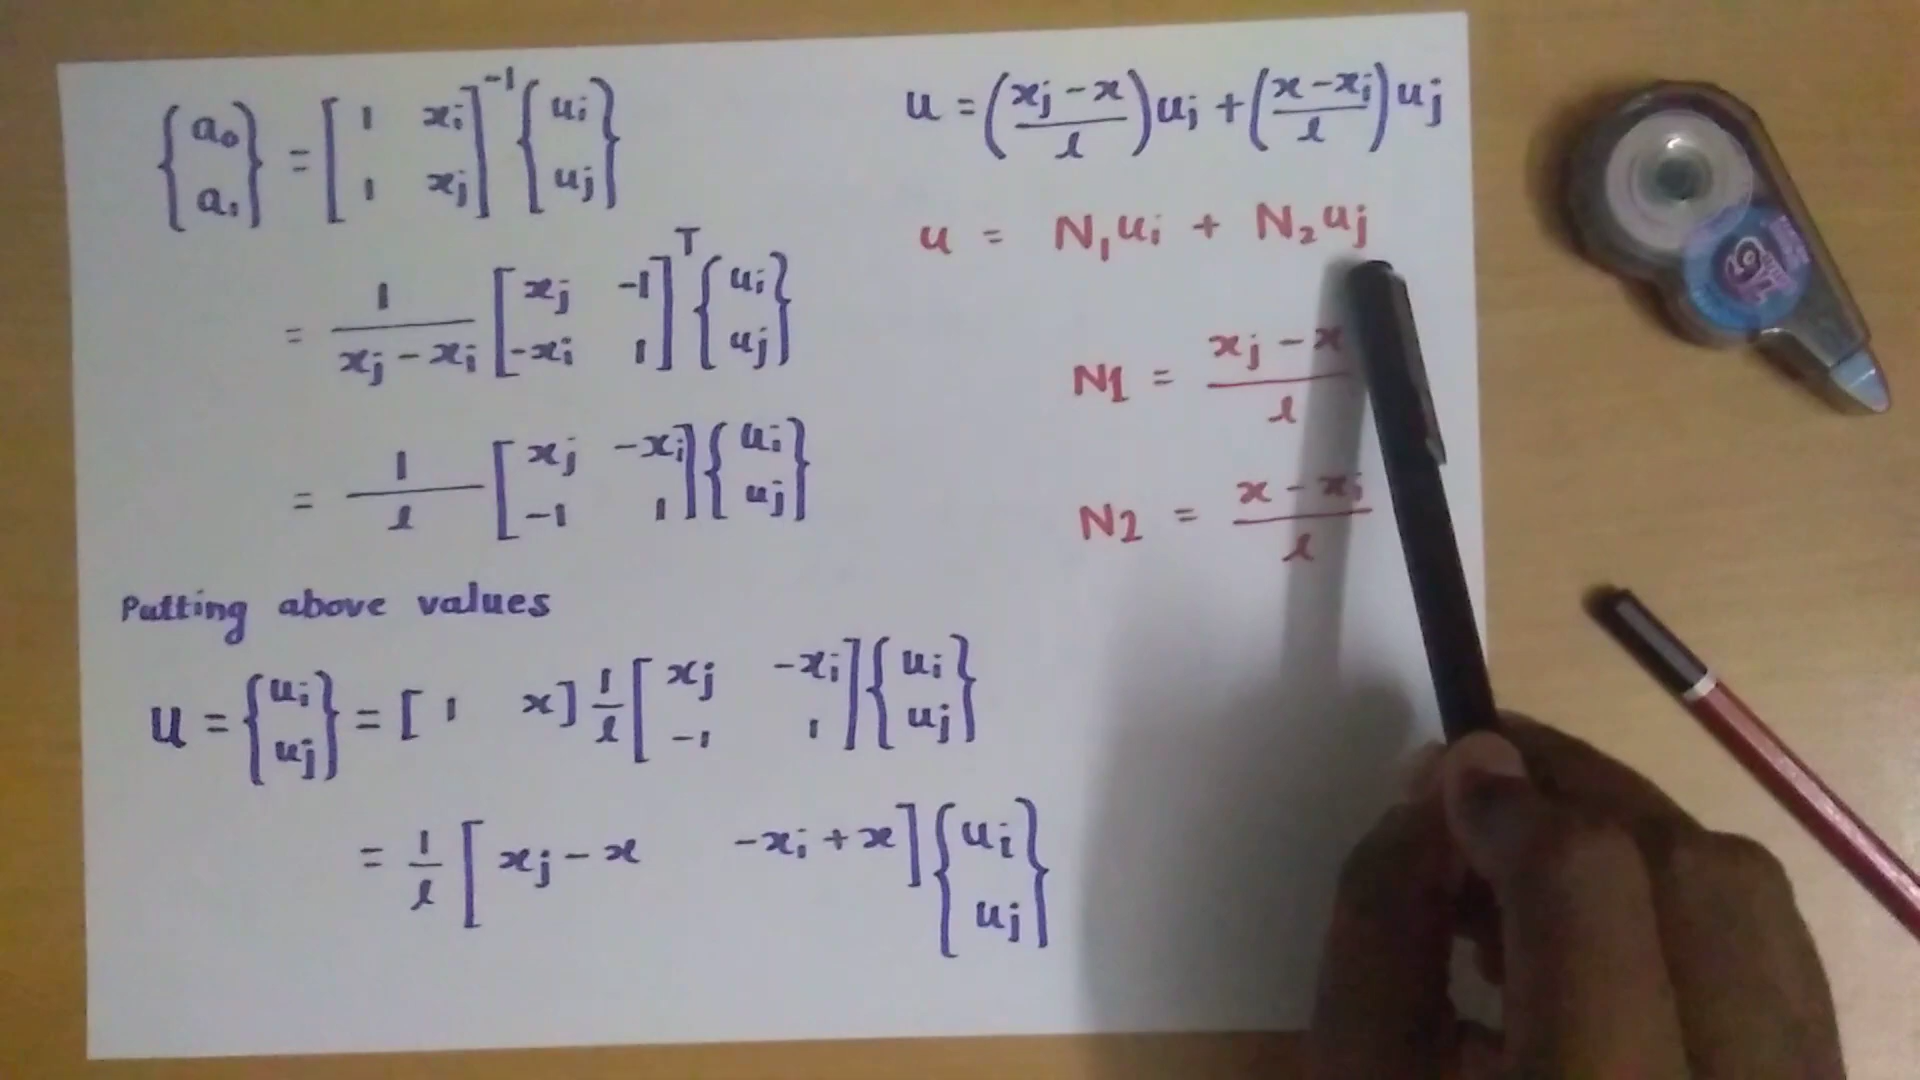 {a₀ a₁} = [1 xi 1 xj]⁻¹ {ui uj}
= 1/(xj - xi) [xj -1 -xi 1]ᵀ {ui uj}
= 1/l [xj -xi -1 1] {ui uj}
Putting above values
u = {ui uj} = [1 x] 1/l [xj -xi -1 1] {ui uj}
= 1/l [xj - x -xi + x] {ui uj}
u = (xj - x / l) ui + (x - xi / l) uj
u = N₁ui + N₂uj
N1 = xj - x / l
N2 = x - xi / l